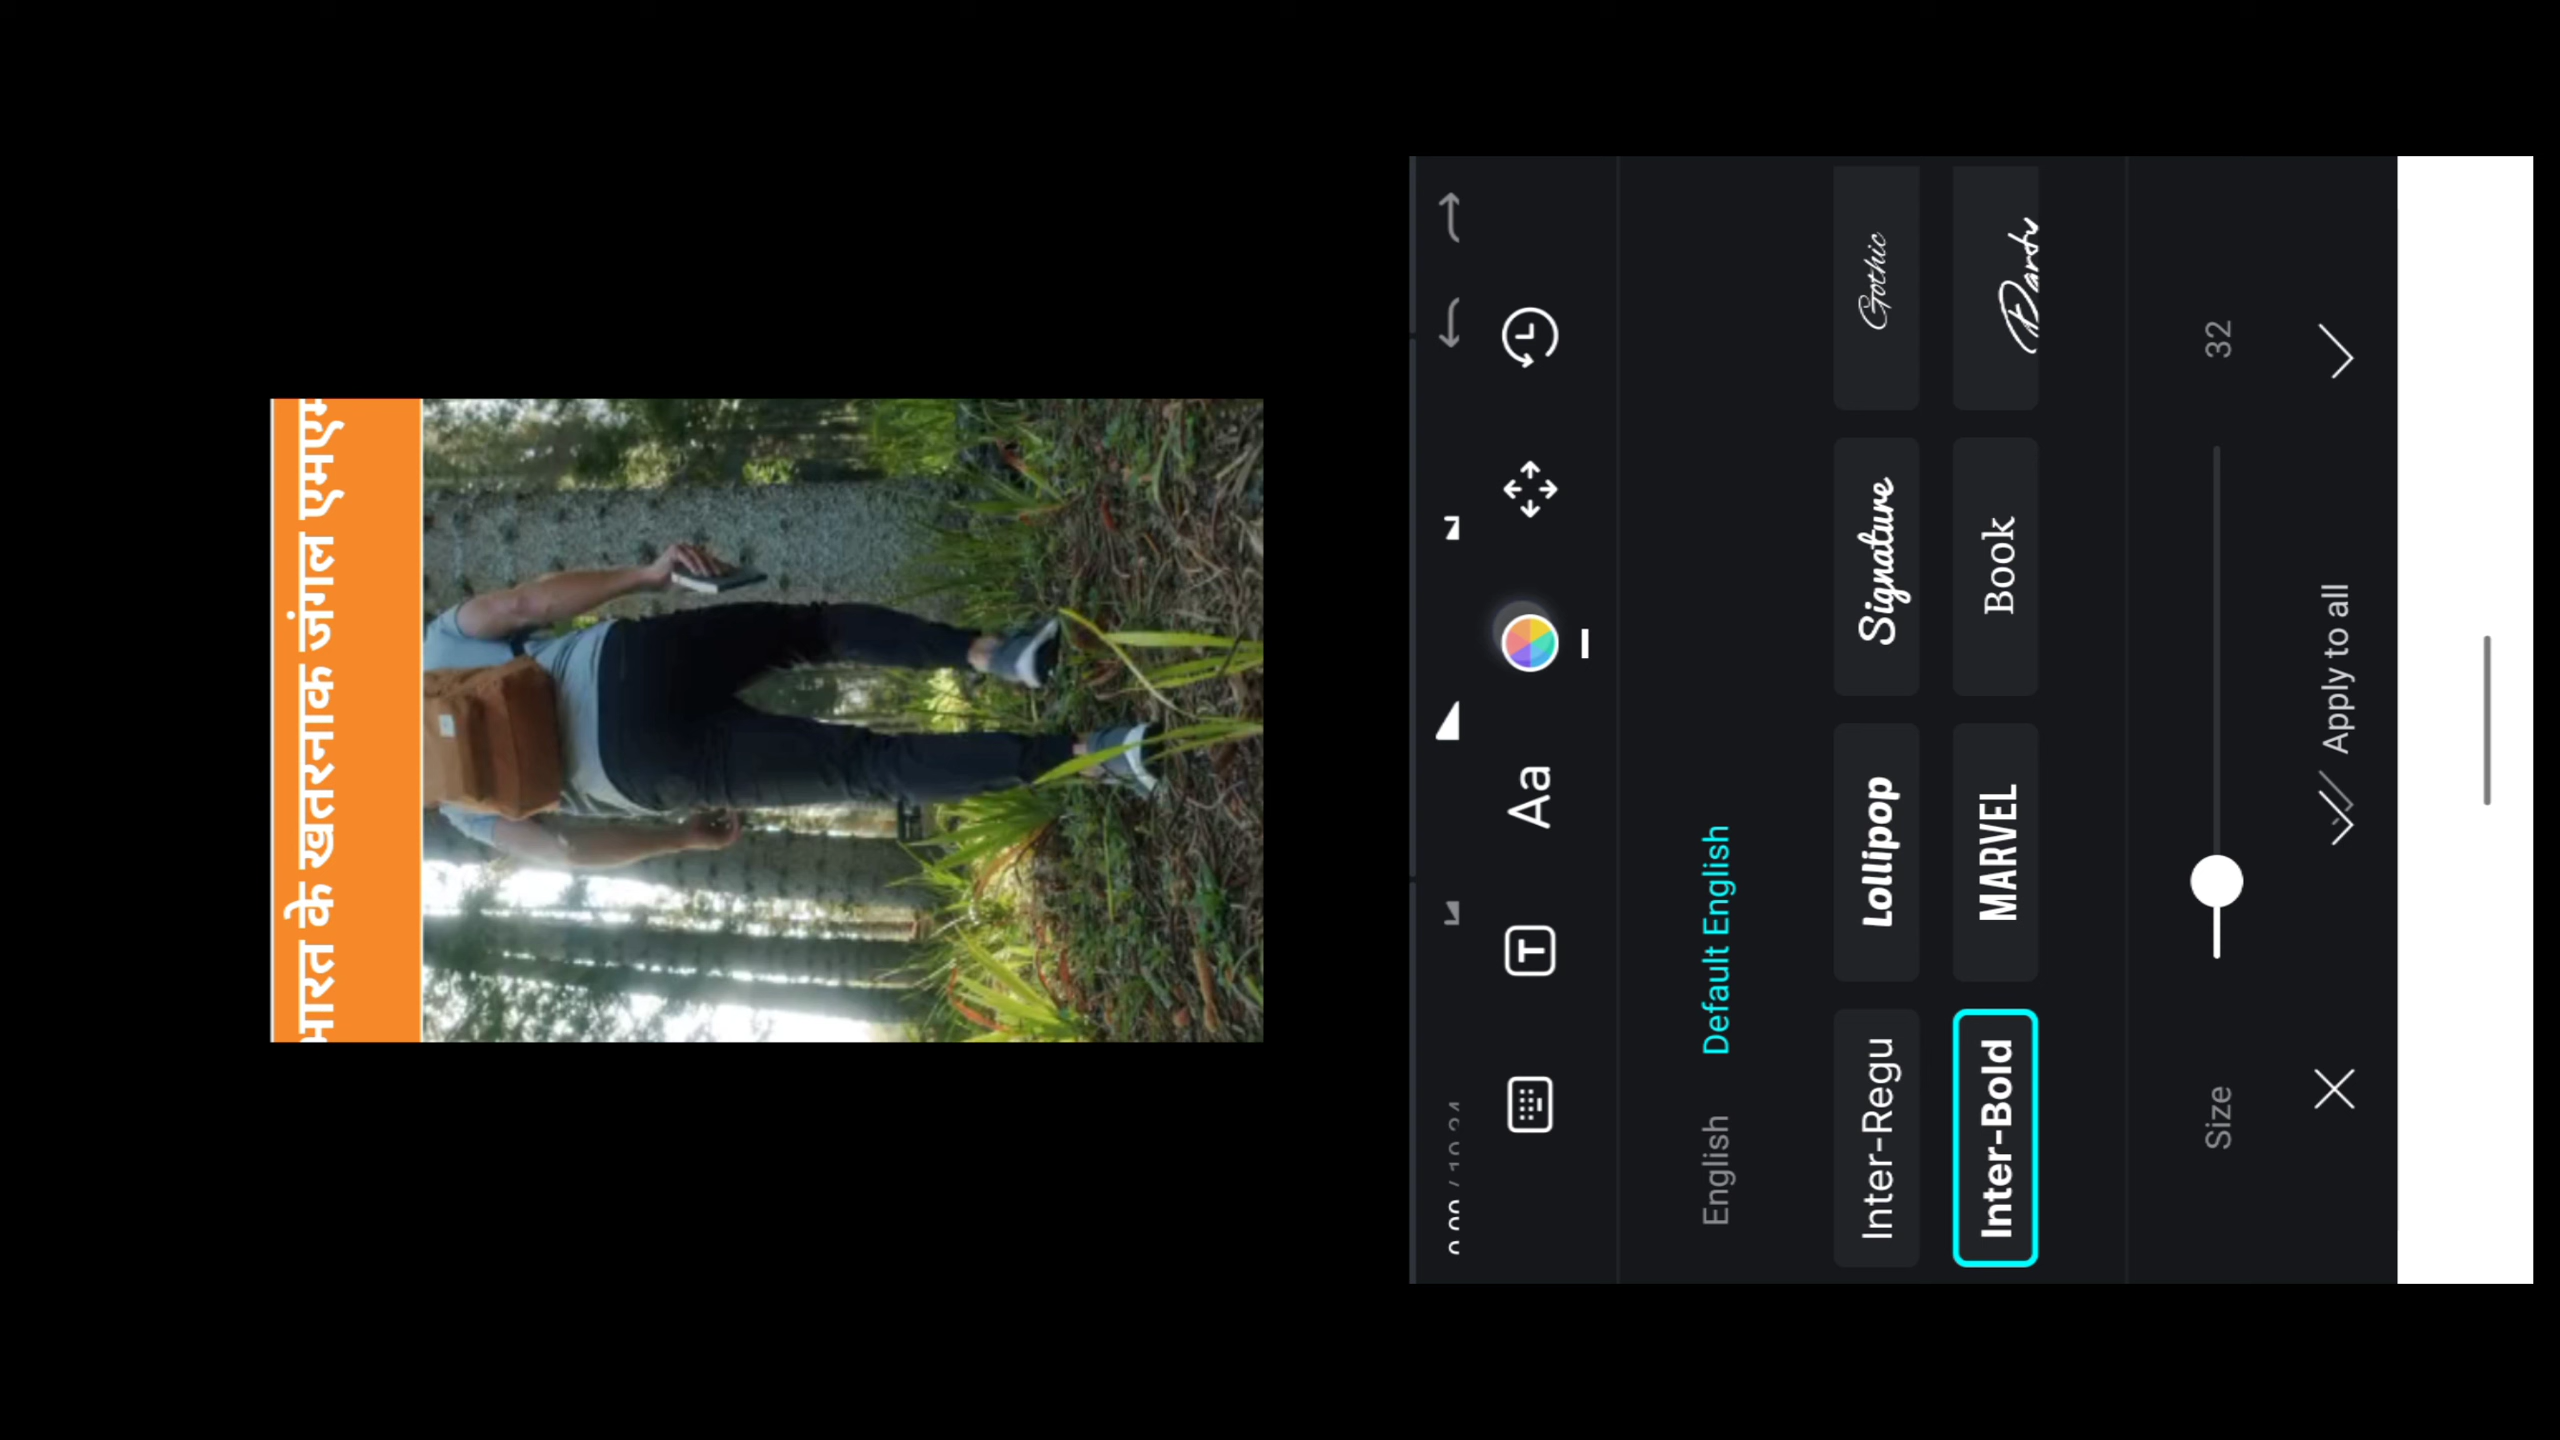 भारत के खतरनाक जंगल एमए
Aa
English Default English
Inter-Regu Lollipop Signature Gothic
Inter-Bold MARVEL Book
Size 32
Apply to all